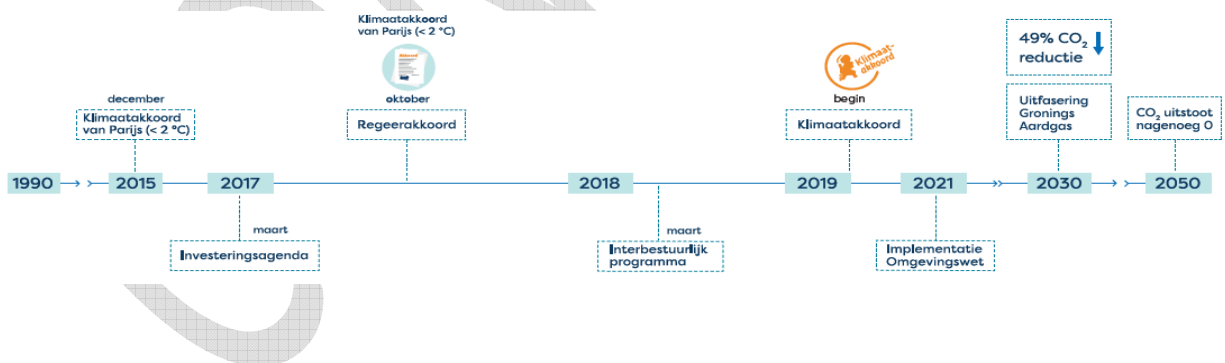 Klimaatakkoord
van Parijs (< 2 °C)
49% CO₂
reductie
Klimaat-
akkoord
december
oktober
begin
Klimaatakkoord
van Parijs (< 2 °C)
Regeerakkoord
Klimaatakkoord
Uitfasering
Gronings
Aardgas
CO₂ uitstoot
nagenoeg 0
1990
2015
2017
2018
2019
2021
2030
2050
maart
Investeringsagenda
maart
Interbestuurlijk
programma
Implementatie
Omgevingswet